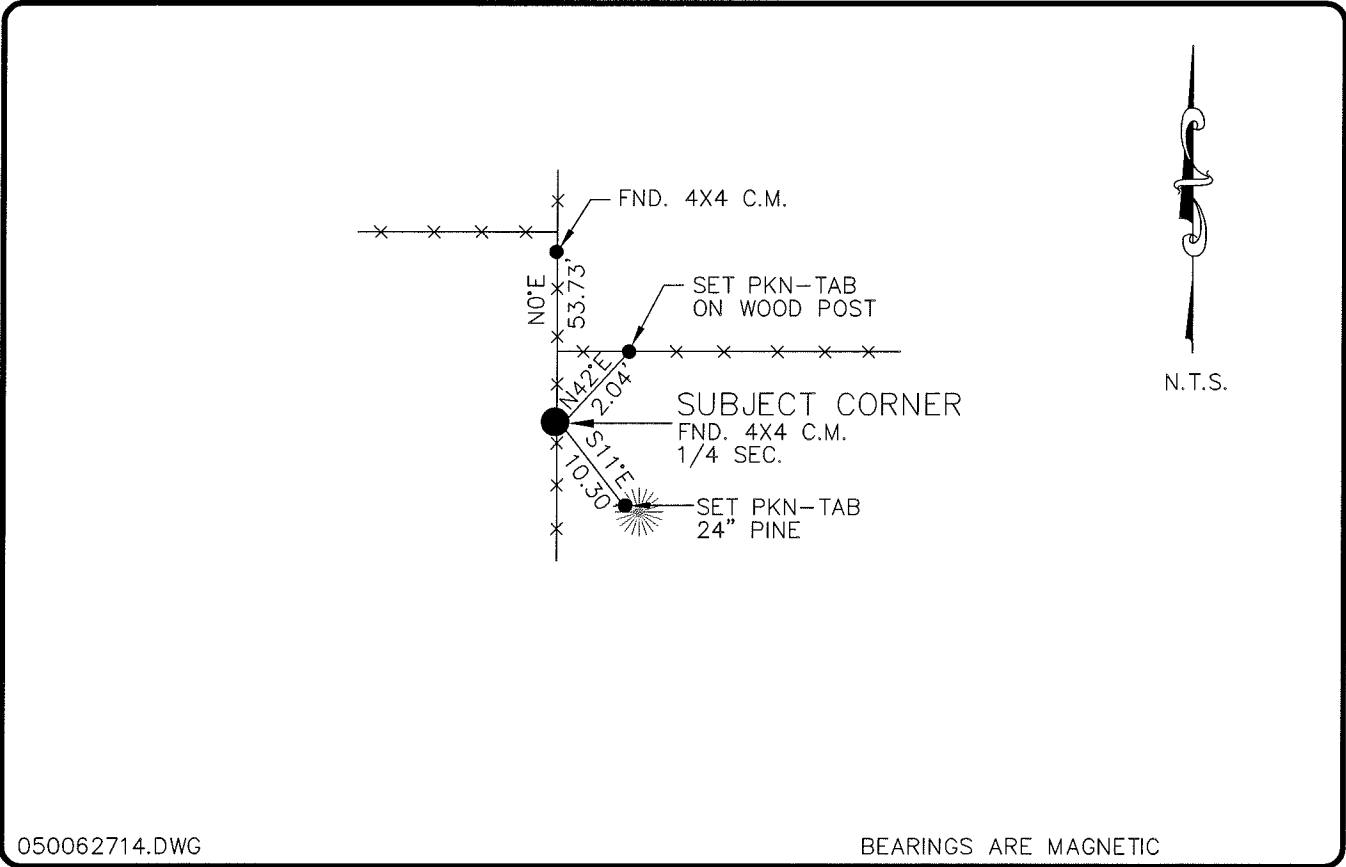 FND. 4X4 C.M.
N0°E
53.73'
SET PKN-TAB
ON WOOD POST
N.T.S.
N42°E
2.04'
SUBJECT CORNER
FND. 4X4 C.M.
1/4 SEC.
S11°E
10.30
SET PKN-TAB
24" PINE
050062714.DWG
BEARINGS ARE MAGNETIC